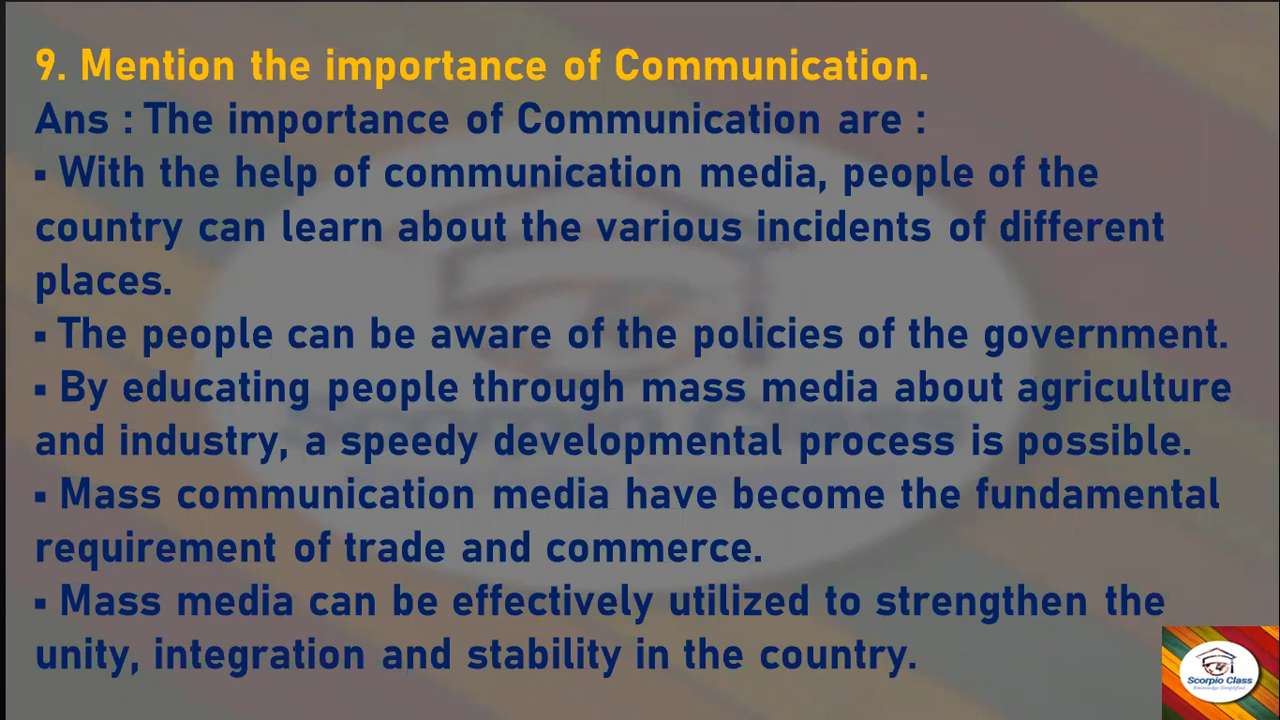 9. Mention the importance of Communication.
Ans : The importance of Communication are :
▪ With the help of communication media, people of the
country can learn about the various incidents of different
places.
▪ The people can be aware of the policies of the government.
▪ By educating people through mass media about agriculture
and industry, a speedy developmental process is possible.
▪ Mass communication media have become the fundamental
requirement of trade and commerce.
▪ Mass media can be effectively utilized to strengthen the
unity, integration and stability in the country.
Scorpio Class
Knowledge Simplified..